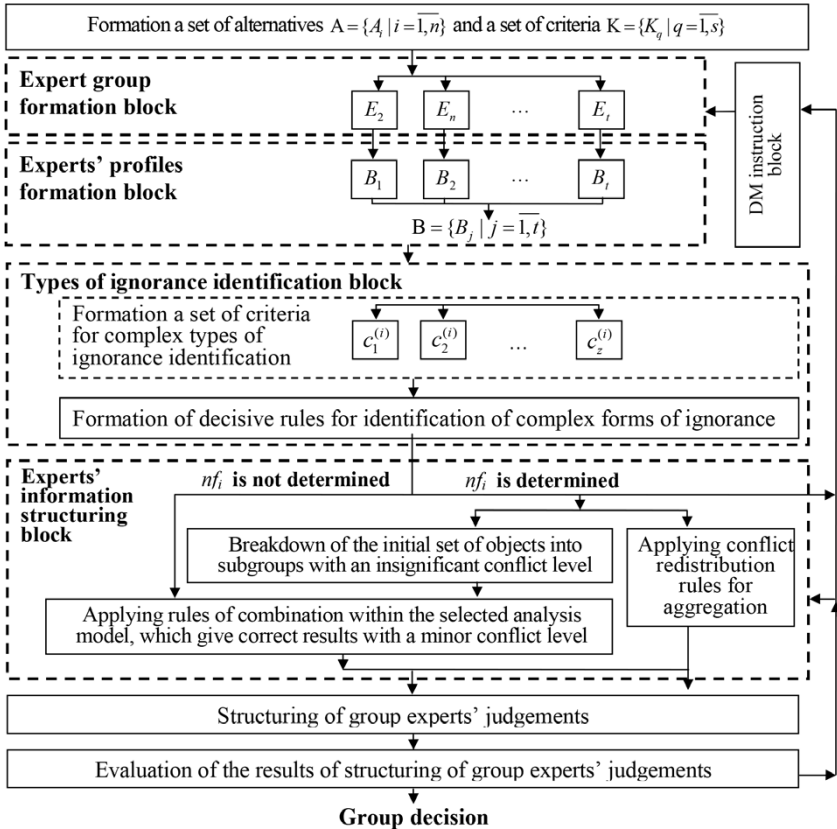 Formation a set of alternatives A = {A_i | i = \overline{1,n}} and a set of criteria K = {K_q | q = \overline{1,s}}
Expert group
formation block
E_2 E_n … E_t
DM instruction
block
Experts’ profiles
formation block
B_1 B_2 … B_t
B = {B_j | j = \overline{1,t}}
Types of ignorance identification block
Formation a set of criteria
for complex types of
ignorance identification
c_1^{(i)} c_2^{(i)} … c_z^{(i)}
Formation of decisive rules for identification of complex forms of ignorance
Experts’
information
structuring
block
nf_i is not determined
nf_i is determined
Breakdown of the initial set of objects into
subgroups with an insignificant conflict level
Applying conflict
redistribution
rules for
aggregation
Applying rules of combination within the selected analysis
model, which give correct results with a minor conflict level
Structuring of group experts’ judgements
Evaluation of the results of structuring of group experts’ judgements
Group decision